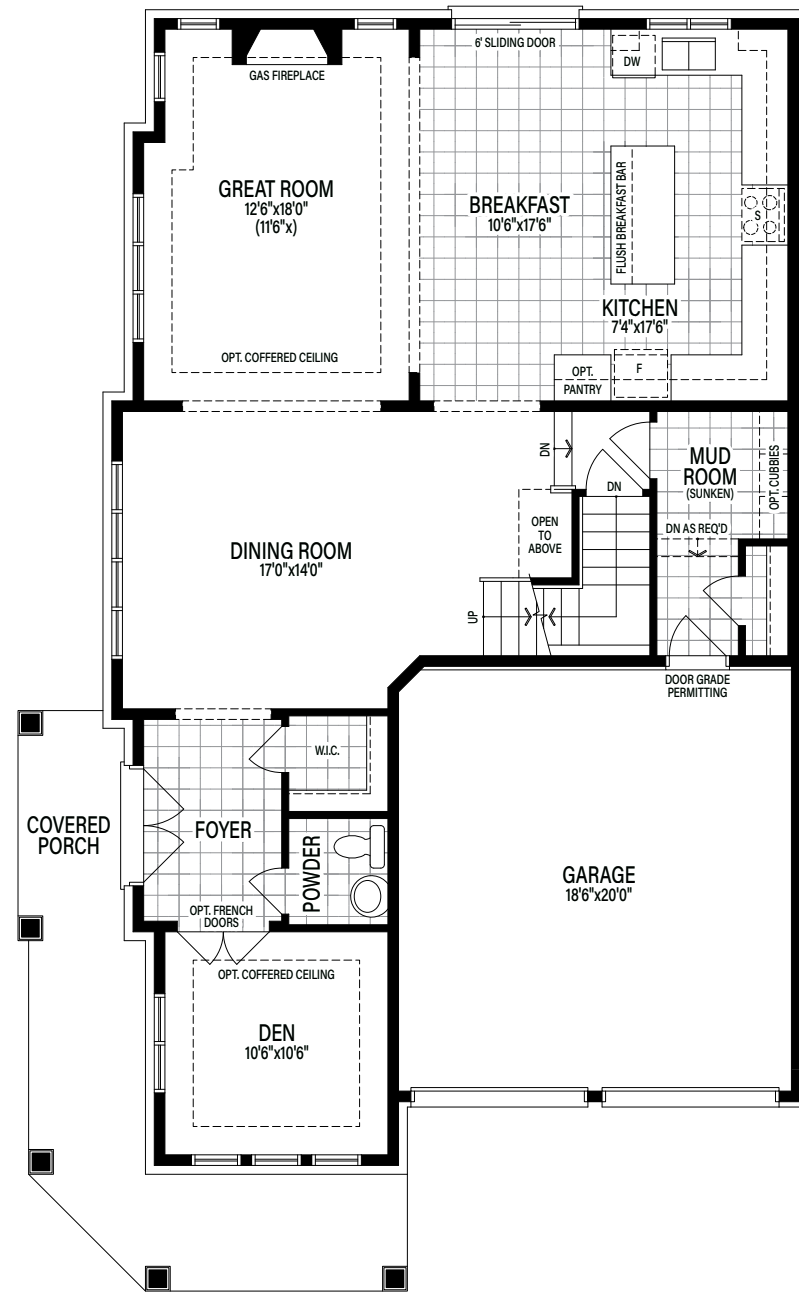 6' SLIDING DOOR
DW
GAS FIREPLACE
GREAT ROOM
12'6"x18'0"
(11'6"x)
BREAKFAST
10'6"x17'6"
FLUSH BREAKFAST BAR
S
KITCHEN
7'4"x17'6"
OPT. COFFERED CEILING
OPT.
PANTRY
F
DN
DN
MUD
ROOM
(SUNKEN)
OPT. CUBBIES
OPEN
TO
ABOVE
DN AS REQ'D
DINING ROOM
17'0"x14'0"
UP
DOOR GRADE
PERMITTING
W.I.C.
COVERED
PORCH
FOYER
POWDER
GARAGE
18'6"x20'0"
OPT. FRENCH
DOORS
OPT. COFFERED CEILING
DEN
10'6"x10'6"